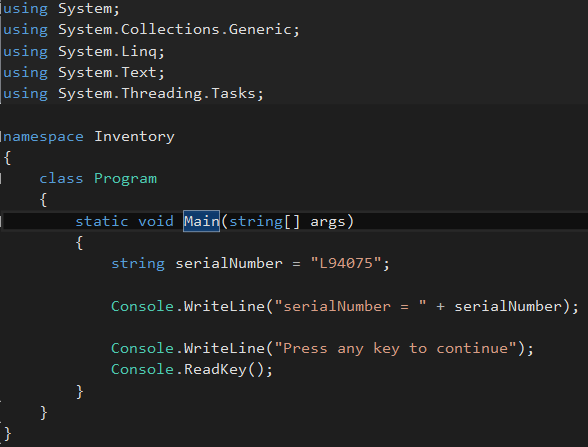 using System;
using System.Collections.Generic;
using System.Linq;
using System.Text;
using System.Threading.Tasks;

namespace Inventory
{
    class Program
    {
        static void Main(string[] args)
        {
            string serialNumber = "L94075";

            Console.WriteLine("serialNumber = " + serialNumber);

            Console.WriteLine("Press any key to continue");
            Console.ReadKey();
        }
    }
}